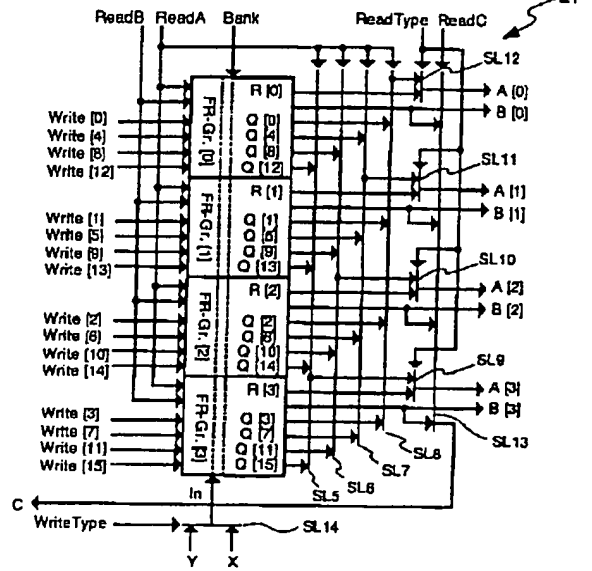 ReadB ReadA Bank ReadType ReadC
SL12
R [0] A [0]
B [0]
Write [0] Q [0]
Write [4] Q [4]
Write [8] Q [8]
Write [12] Q [12]
FR-Gr. [0]
SL11
R [1] A [1]
B [1]
Write [1] Q [1]
Write [5]
Write [9] Q [9]
Write [13] Q [13]
FR-Gr. [1]
SL10
R [2] A [2]
B [2]
Write [2] Q [2]
Write [6]
Write [10] Q [10]
Write [14] Q [14]
FR-Gr. [2]
SL9
R [3] A [3]
B [3]
Write [3] Q [3]
Write [7] Q [7]
Write [11] Q [11]
Write [15] Q [15]
FR-Gr. [3]
SL13
SL8
SL7
SL6
SL5
In
C
WriteType SL14
Y X